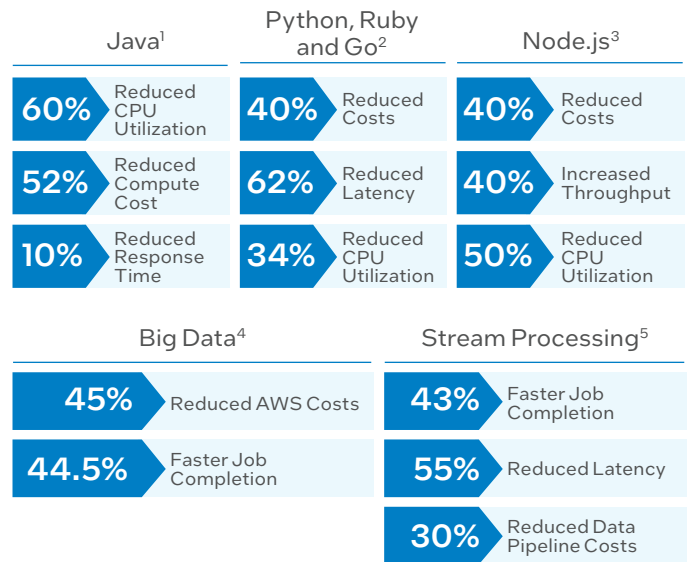 Java¹
60%
Reduced
CPU
Utilization
52%
Reduced
Compute
Cost
10%
Reduced
Response
Time
Python, Ruby
and Go²
40%
Reduced
Costs
62%
Reduced
Latency
34%
Reduced
CPU
Utilization
Node.js³
40%
Reduced
Costs
40%
Increased
Throughput
50%
Reduced
CPU
Utilization
Big Data⁴
45%
Reduced AWS Costs
44.5%
Faster Job
Completion
Stream Processing⁵
43%
Faster Job
Completion
55%
Reduced Latency
30%
Reduced Data
Pipeline Costs